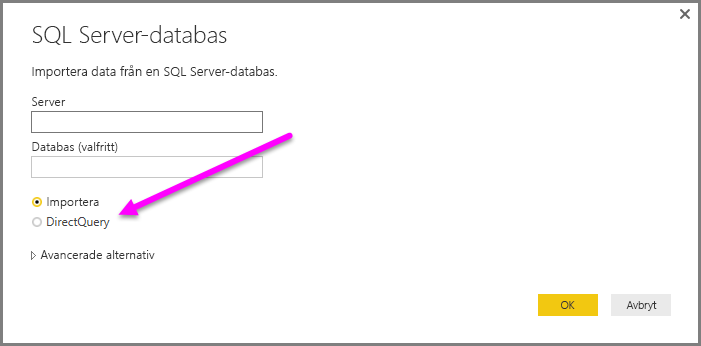 SQL Server-databas
Importera data från en SQL Server-databas.
Server
Databas (valfritt)
Importera
DirectQuery
Avancerade alternativ
OK
Avbryt